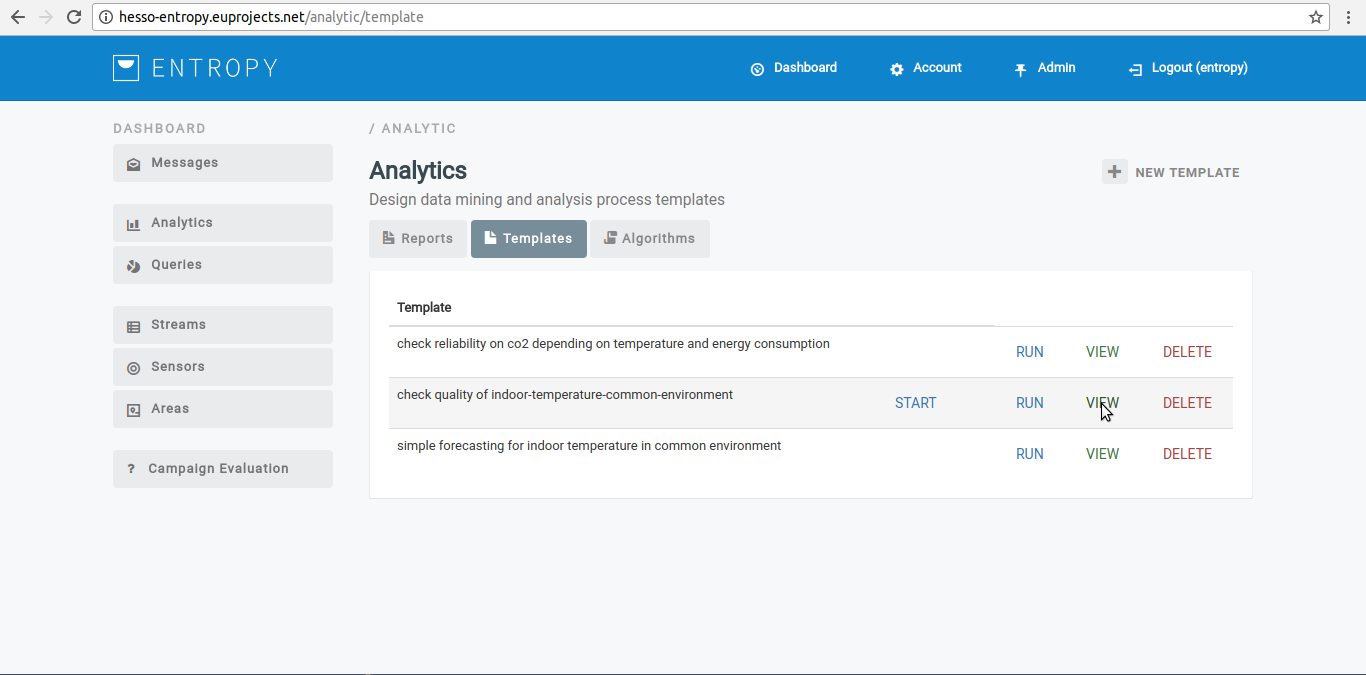 hesso-entropy.euprojects.net/analytic/template
ENTROPY
Dashboard
Account
Admin
Logout (entropy)
DASHBOARD
Messages
Analytics
Queries
Streams
Sensors
Areas
? Campaign Evaluation
/ ANALYTIC
Analytics
+ NEW TEMPLATE
Design data mining and analysis process templates
Reports
Templates
Algorithms
Template
check reliability on co2 depending on temperature and energy consumption
RUN VIEW DELETE
check quality of indoor-temperature-common-environment
START RUN VIEW DELETE
simple forecasting for indoor temperature in common environment
RUN VIEW DELETE